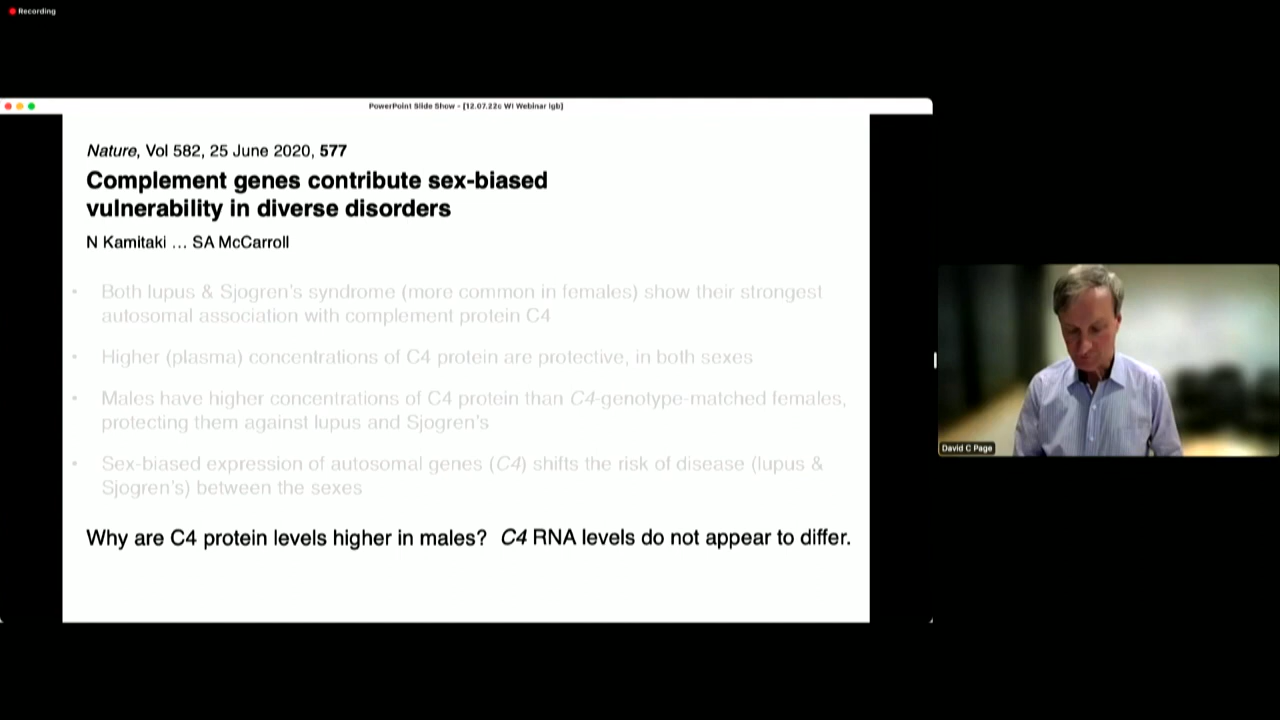 Recording
PowerPoint Slide Show - [12.07.22c WI Webinar lgb]
Nature, Vol 582, 25 June 2020, 577
Complement genes contribute sex-biased
vulnerability in diverse disorders
N Kamitaki ... SA McCarroll
• Both lupus & Sjogren's syndrome (more common in females) show their strongest
autosomal association with complement protein C4
• Higher (plasma) concentrations of C4 protein are protective, in both sexes
• Males have higher concentrations of C4 protein than C4-genotype-matched females,
protecting them against lupus and Sjogren's
• Sex-biased expression of autosomal genes (C4) shifts the risk of disease (lupus &
Sjogren's) between the sexes
Why are C4 protein levels higher in males? C4 RNA levels do not appear to differ.
David C Page